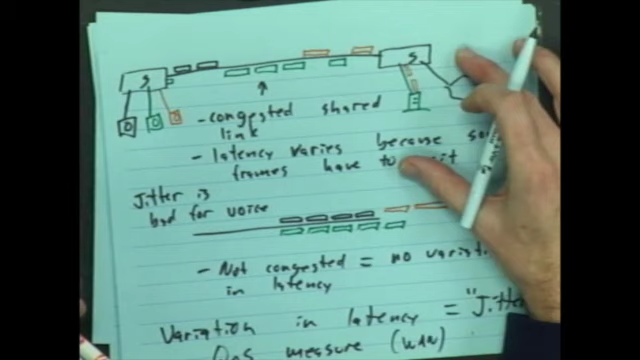 S
S
- congested shared
link
- latency varies because
frames have to
Jitter is
bad for voice
- Not congested = no
in latency
Variation in latency = "Jitter
QoS measure (WAN)